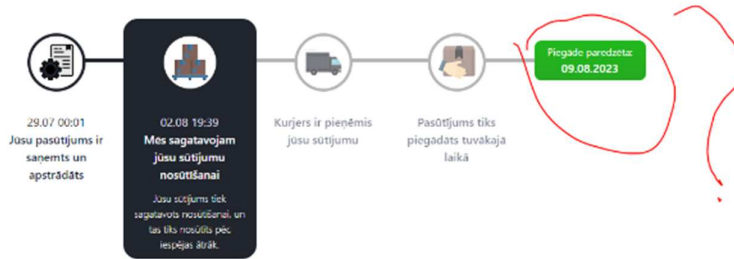 29.07 00:01
Jūsu pasūtījums ir
saņemts un
apstrādāts
02.08 19:39
Mēs sagatavojam
jūsu sūtījumu
nosūtīšanai
Jūsu sūtījums tiek
sagatavots nosūtīšanai, un
tas tiks nosūtīts pēc
iespējas ātrāk.
Kurjers ir pieņēmis
jūsu sūtījumu
Pasūtījums tiks
piegādāts tuvākajā
laikā
Piegāde paredzēta:
09.08.2023